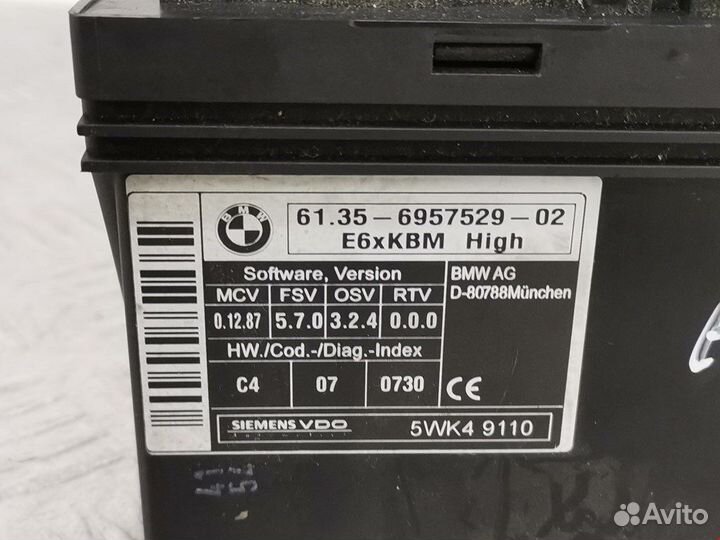 BMW
61.35-6957529-02
E6xKBM High
Software, Version
MCV FSV OSV RTV
0.12.87 5.7.0 3.2.4 0.0.0
BMW AG
D-80788München
HW./Cod.-/Diag.-Index
C4 07 0730 CE
SIEMENS VDO 5WK4 9110
Avito